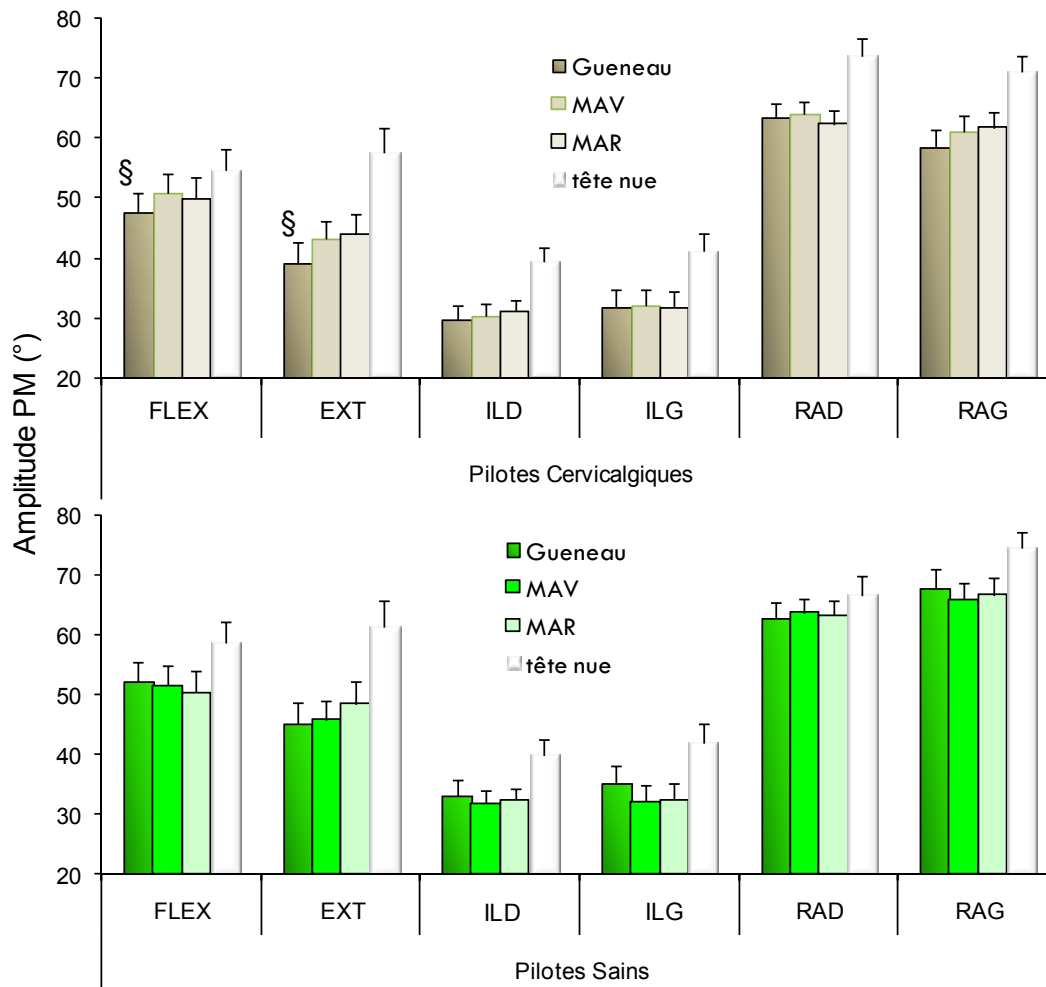 Amplitude PM (°)
80
70
60
50
40
30
20
Gueneau
MAV
MAR
tête nue
§
§
FLEX EXT ILD ILG RAD RAG
Pilotes Cervicalgiques
80
70
60
50
40
30
20
Gueneau
MAV
MAR
tête nue
FLEX EXT ILD ILG RAD RAG
Pilotes Sains